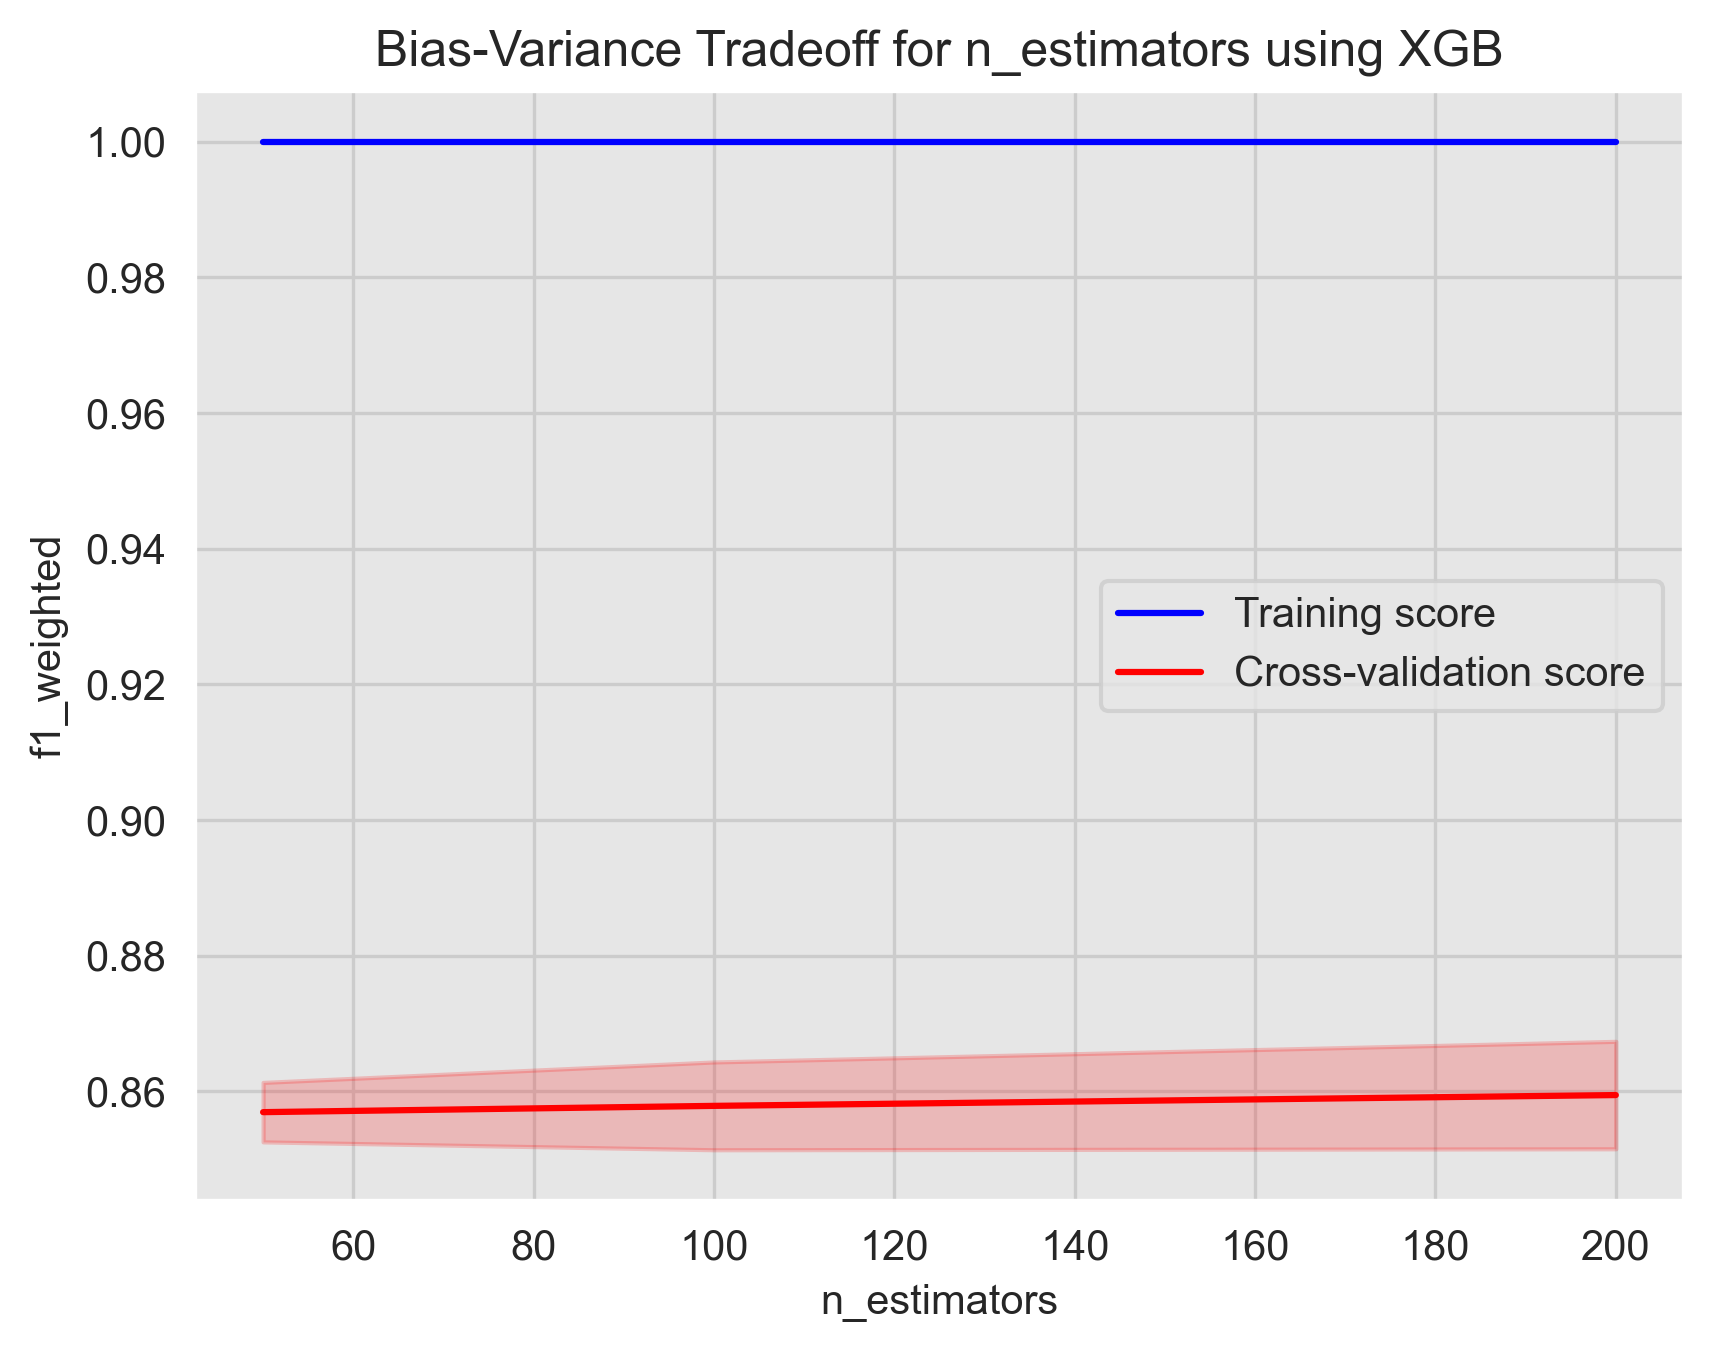 Bias-Variance Tradeoff for n_estimators using XGB
1.00
0.98
0.96
0.94
0.92
0.90
0.88
0.86
f1_weighted
Training score
Cross-validation score
60 80 100 120 140 160 180 200
n_estimators